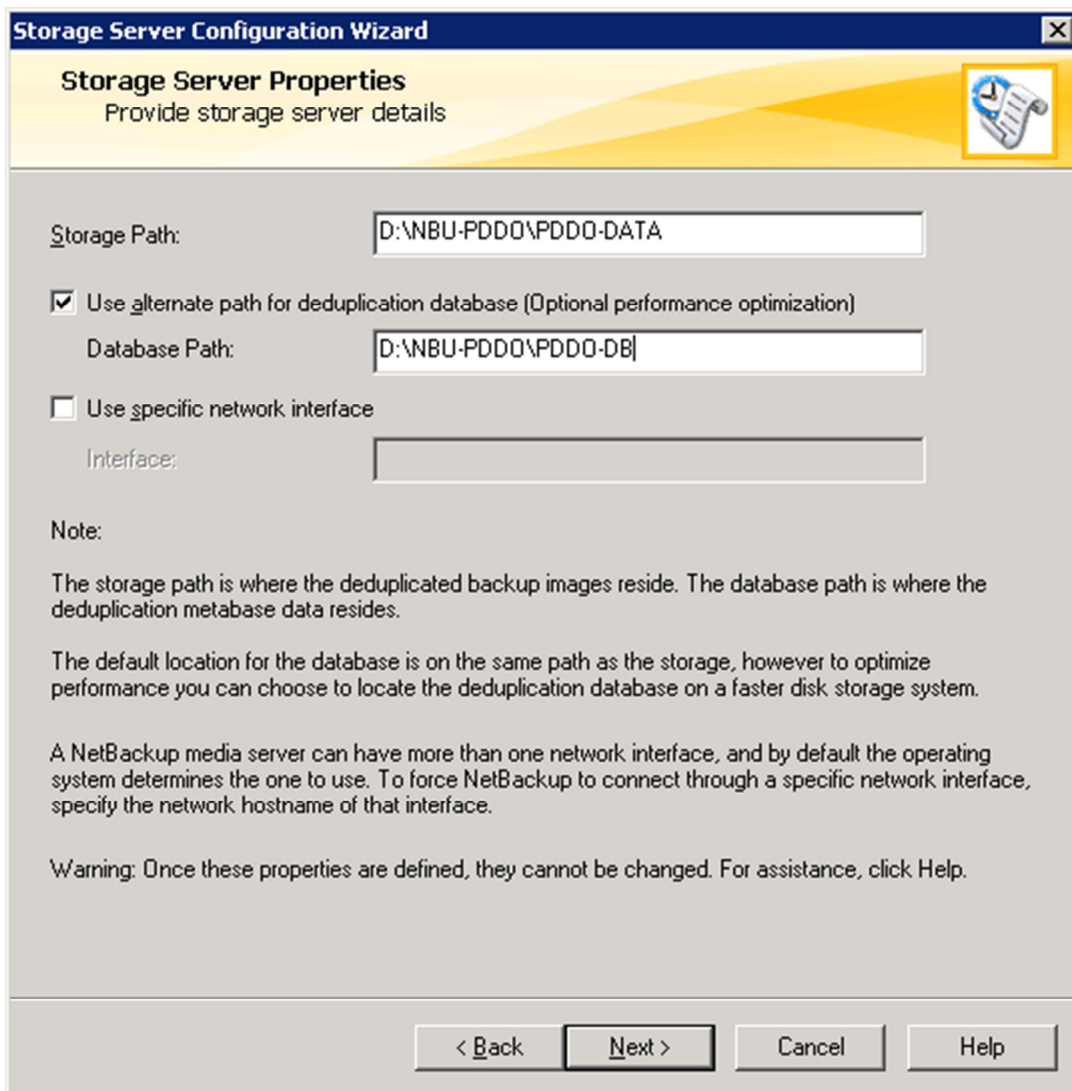 Storage Server Configuration Wizard
Storage Server Properties
Provide storage server details
Storage Path:
D:\NBU-PDDO\PDDO-DATA
Use alternate path for deduplication database (Optional performance optimization)
Database Path:
D:\NBU-PDDO\PDDO-DB
Use specific network interface
Interface:
Note:
The storage path is where the deduplicated backup images reside. The database path is where the
deduplication metabase data resides.
The default location for the database is on the same path as the storage, however to optimize
performance you can choose to locate the deduplication database on a faster disk storage system.
A NetBackup media server can have more than one network interface, and by default the operating
system determines the one to use. To force NetBackup to connect through a specific network interface,
specify the network hostname of that interface.
Warning: Once these properties are defined, they cannot be changed. For assistance, click Help.
< Back
Next >
Cancel
Help